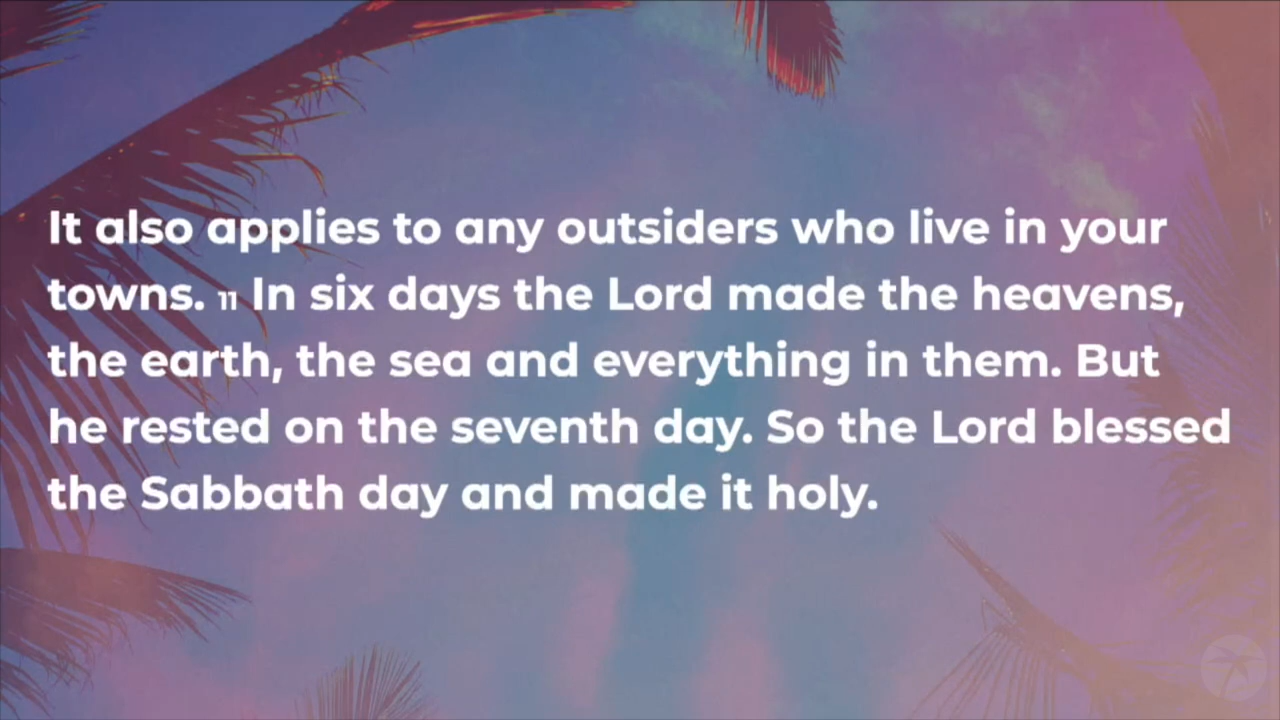 It also applies to any outsiders who live in your
towns. 11 In six days the Lord made the heavens,
the earth, the sea and everything in them. But
he rested on the seventh day. So the Lord blessed
the Sabbath day and made it holy.